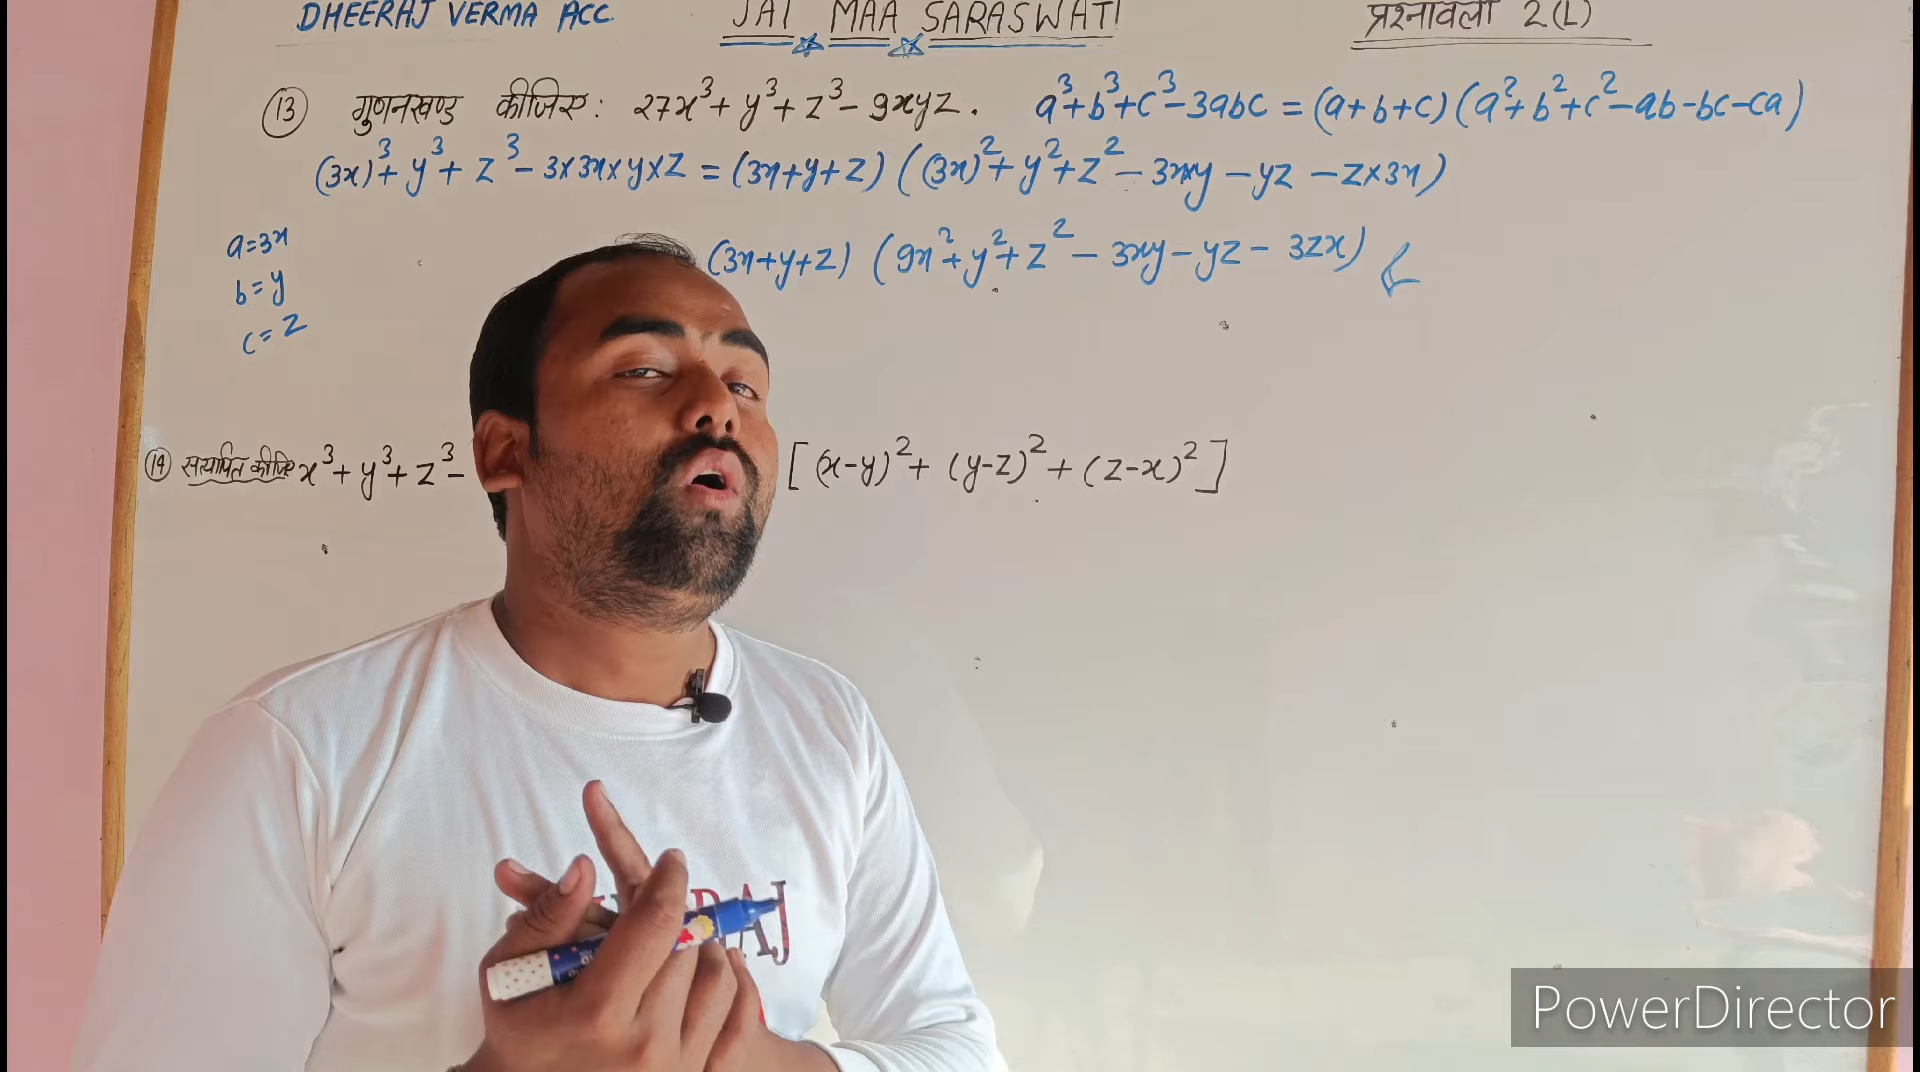 DHEERAJ VERMA ACC.
JAI MAA SARASWATI
प्रश्नावली 2(L)
(13) गुणनखण्ड कीजिए: 27x³ + y³ + z³ - 9xyz.
a³+b³+c³-3abc = (a+b+c) (a²+b²+c²-ab-bc-ca)
(3x)³ + y³ + z³ - 3×3x×y×z = (3x+y+z) ((3x)² + y² + z² - 3x×y - yz - z×3x)
(3x+y+z) (9x² + y² + z² - 3xy - yz - 3zx)
a=3x
b=y
c=z
(14) सत्यापित कीजिए x³ + y³ + z³ - [(x-y)² + (y-z)² + (z-x)²]
PowerDirector